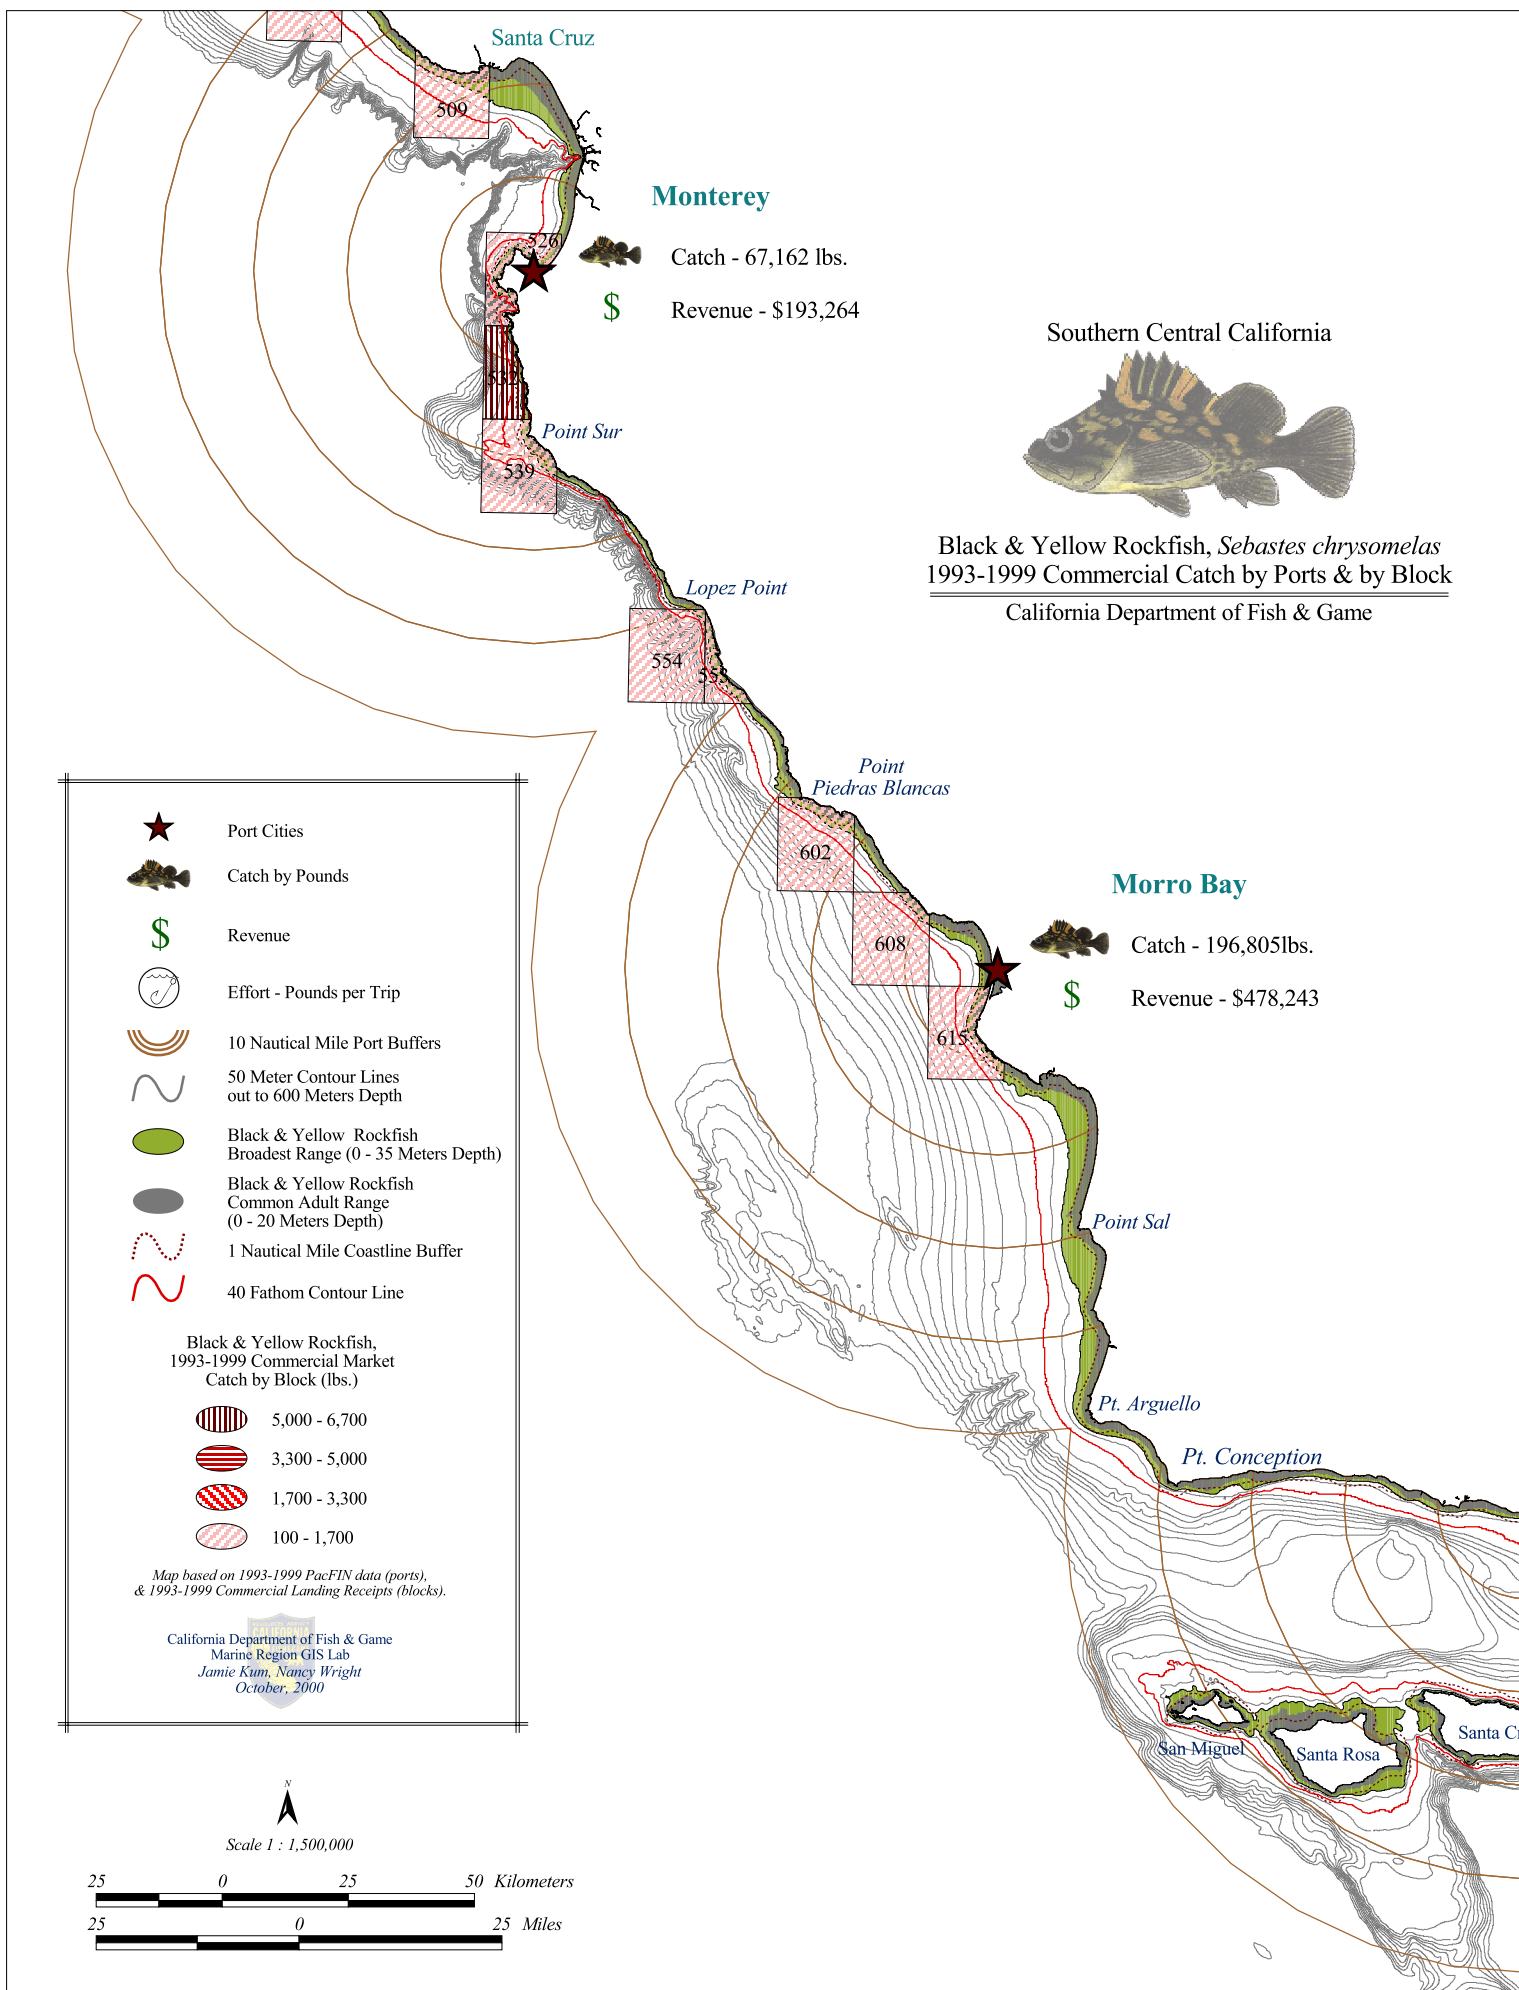 Santa Cruz
509
Monterey
526
Catch - 67,162 lbs.
$
Revenue - $193,264
Southern Central California
532
Point Sur
539
Black & Yellow Rockfish, Sebastes chrysomelas
1993-1999 Commercial Catch by Ports & by Block
California Department of Fish & Game
Lopez Point
554
553
Point
Piedras Blancas
602
Morro Bay
608
Catch - 196,805lbs.
$
Revenue - $478,243
615
Point Sal
Pt. Arguello
Pt. Conception
San Miguel
Santa Rosa
Santa C
Port Cities
Catch by Pounds
$
Revenue
Effort - Pounds per Trip
10 Nautical Mile Port Buffers
50 Meter Contour Lines
out to 600 Meters Depth
Black & Yellow Rockfish
Broadest Range (0 - 35 Meters Depth)
Black & Yellow Rockfish
Common Adult Range
(0 - 20 Meters Depth)
1 Nautical Mile Coastline Buffer
40 Fathom Contour Line
Black & Yellow Rockfish,
1993-1999 Commercial Market
Catch by Block (lbs.)
5,000 - 6,700
3,300 - 5,000
1,700 - 3,300
100 - 1,700
Map based on 1993-1999 PacFIN data (ports),
& 1993-1999 Commercial Landing Receipts (blocks).
CALIFORNIA
California Department of Fish & Game
Marine Region GIS Lab
Jamie Kum, Nancy Wright
October, 2000
N
Scale 1 : 1,500,000
25 0 25 50 Kilometers
25 0 25 Miles